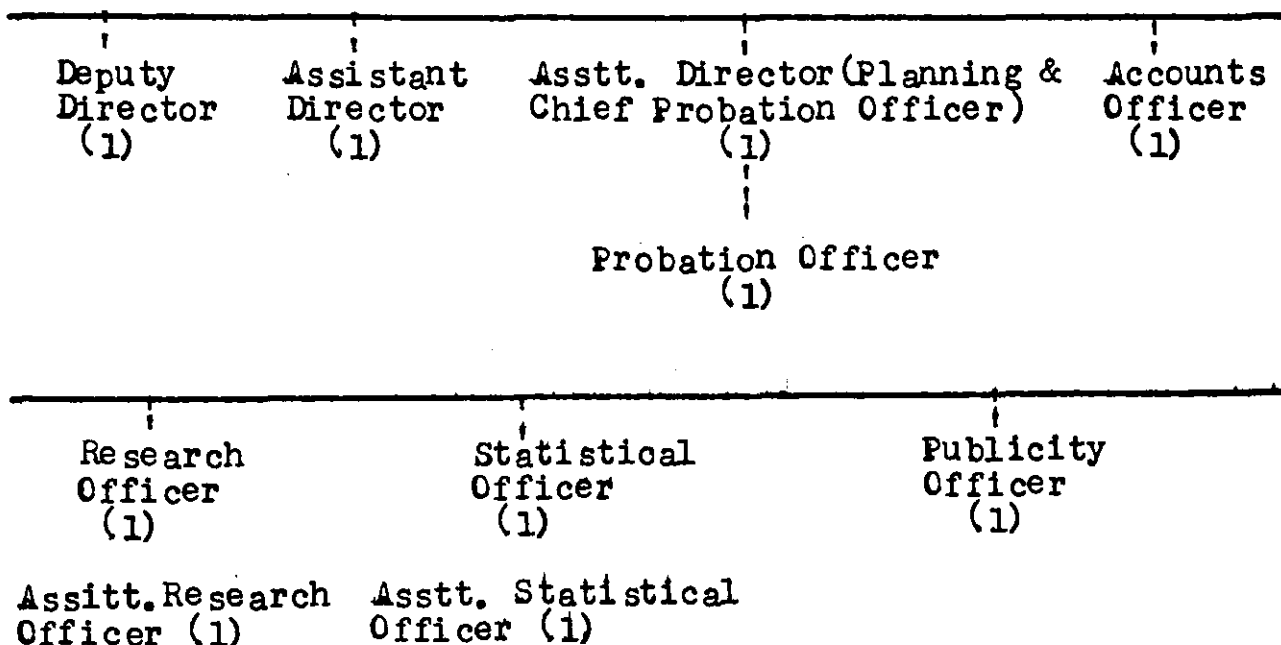 Deputy Assistant Asstt. Director(Planning & Accounts
Director Director Chief Probation Officer) Officer
(1) (1) (1) (1)
Probation Officer
(1)
Research Statistical Publicity
Officer Officer Officer
(1) (1) (1)
Assitt.Research Asstt. Statistical
Officer (1) Officer (1)